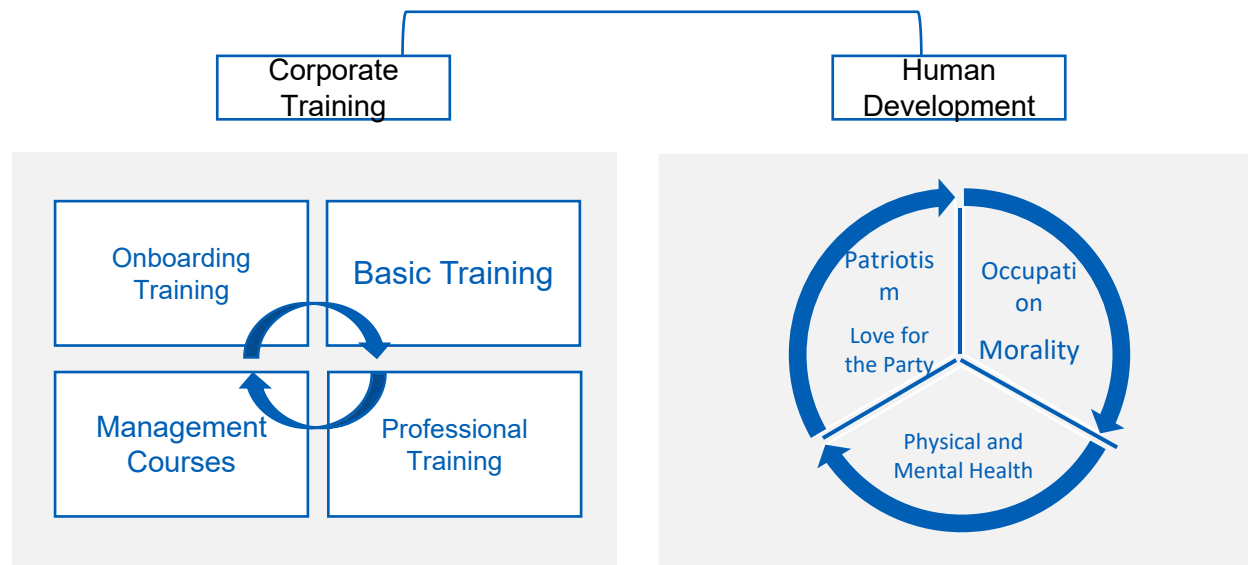 Corporate
Training
Human
Development
Onboarding
Training
Basic Training
Management
Courses
Professional
Training
Patriotis
m
Love for
the Party
Occupati
on
Morality
Physical and
Mental Health